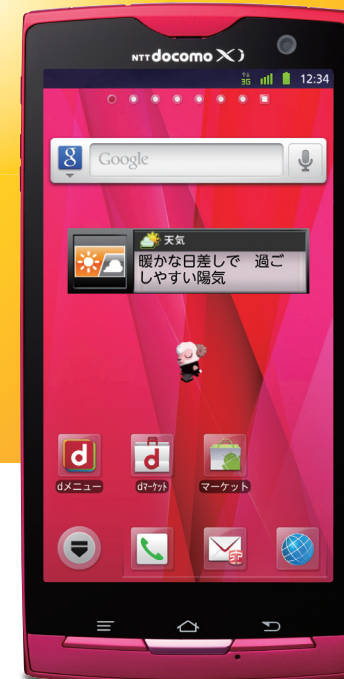 NTT docomo Xi
3G 12:34
8 Google
天気
暖かな日差しで 過ご
しやすい陽気
d d
dメニュー dマーケット マーケット